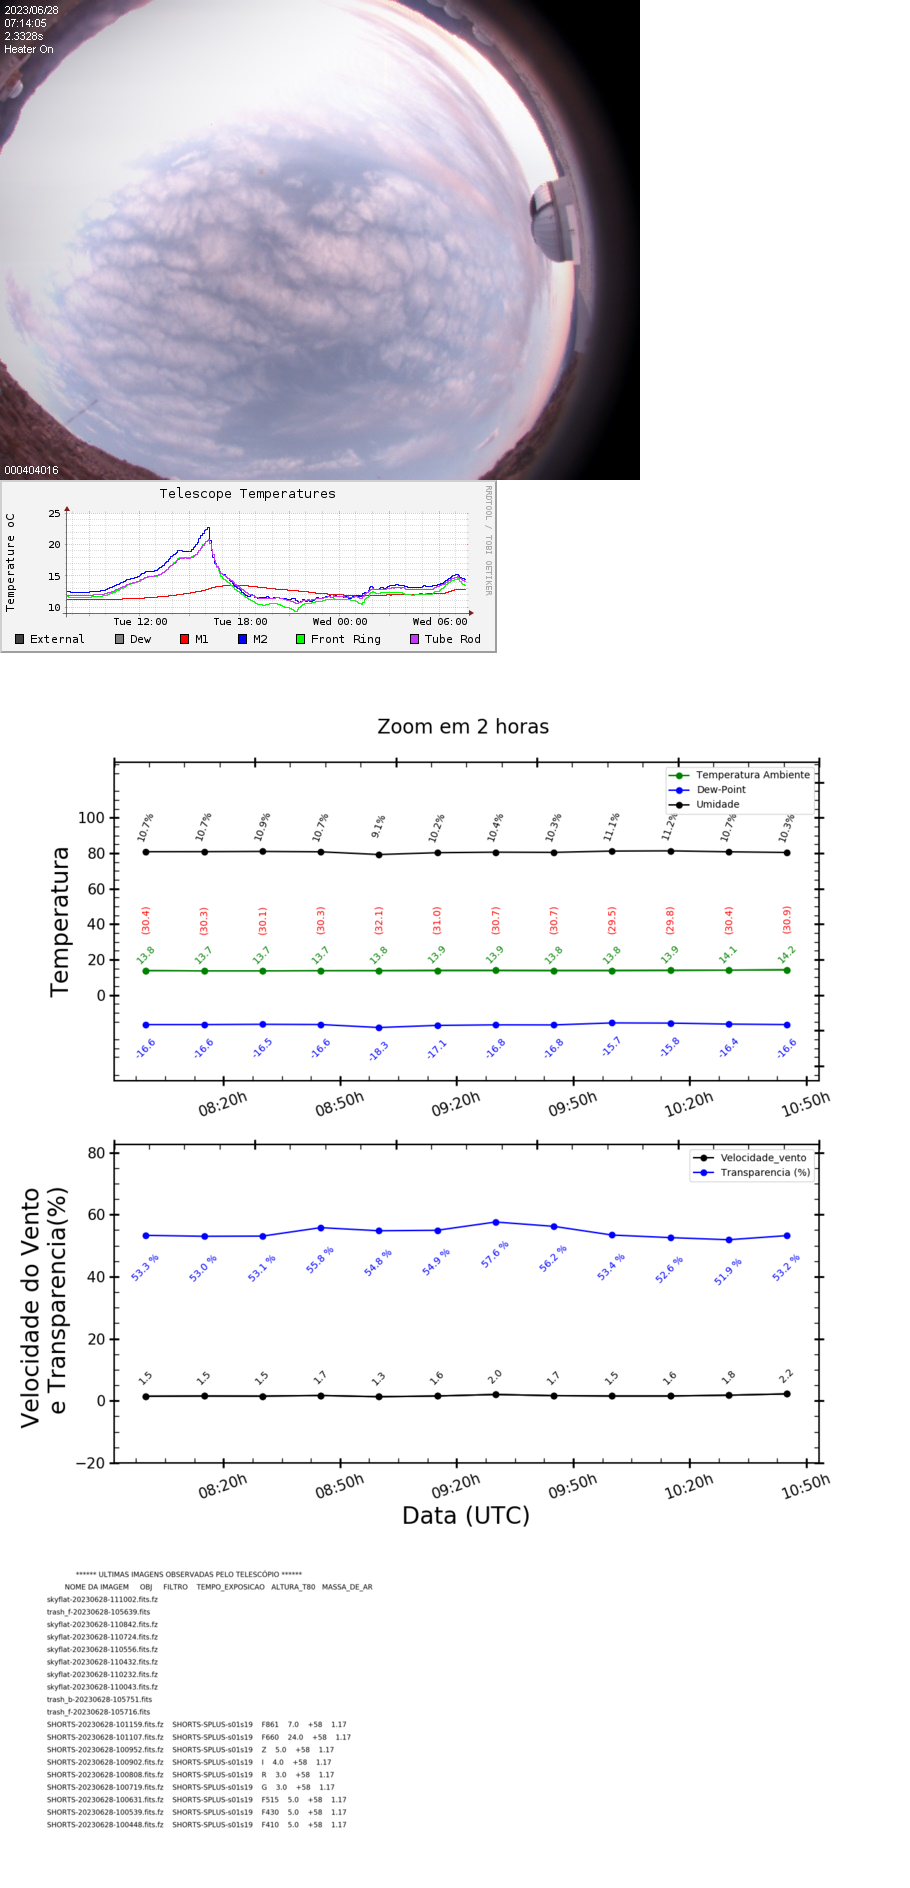 2023/06/28
07:14:05
2.3328s
Heater On
000404016
Telescope Temperatures
RRDTOOL / TOBI OETIKER
Temperature oC
25
20
15
10
Tue 12:00 Tue 18:00 Wed 00:00 Wed 06:00
External Dew M1 M2 Front Ring Tube Rod
Zoom em 2 horas
Temperatura Ambiente
Dew-Point
Umidade
Temperatura
100
80
60
40
20
0
10.7% 10.7% 10.9% 10.7% 9.1% 10.2% 10.4% 10.3% 11.1% 11.2% 10.7% 10.3%
(30.4) (30.3) (30.1) (30.3) (32.1) (31.0) (30.7) (30.7) (29.5) (29.8) (30.4) (30.9)
13.8 13.7 13.7 13.7 13.8 13.9 13.9 13.8 13.8 13.9 14.1 14.2
-16.6 -16.6 -16.5 -16.6 -18.3 -17.1 -16.8 -16.8 -15.7 -15.8 -16.4 -16.6
08:20h 08:50h 09:20h 09:50h 10:20h 10:50h
Velocidade_vento
Transparencia (%)
Velocidade do Vento
e Transparencia(%)
80
60
40
20
0
−20
53.3 % 53.0 % 53.1 % 55.8 % 54.8 % 54.9 % 57.6 % 56.2 % 53.4 % 52.6 % 51.9 % 53.2 %
1.5 1.5 1.5 1.7 1.3 1.6 2.0 1.7 1.5 1.6 1.8 2.2
08:20h 08:50h 09:20h 09:50h 10:20h 10:50h
Data (UTC)
****** ULTIMAS IMAGENS OBSERVADAS PELO TELESCÓPIO ******
NOME DA IMAGEM OBJ FILTRO TEMPO_EXPOSICAO ALTURA_T80 MASSA_DE_AR
skyflat-20230628-111002.fits.fz
trash_f-20230628-105639.fits
skyflat-20230628-110842.fits.fz
skyflat-20230628-110724.fits.fz
skyflat-20230628-110556.fits.fz
skyflat-20230628-110432.fits.fz
skyflat-20230628-110232.fits.fz
skyflat-20230628-110043.fits.fz
trash_b-20230628-105751.fits
trash_f-20230628-105716.fits
SHORTS-20230628-101159.fits.fz SHORTS-SPLUS-s01s19 F861 7.0 +58 1.17
SHORTS-20230628-101107.fits.fz SHORTS-SPLUS-s01s19 F660 24.0 +58 1.17
SHORTS-20230628-100952.fits.fz SHORTS-SPLUS-s01s19 Z 5.0 +58 1.17
SHORTS-20230628-100902.fits.fz SHORTS-SPLUS-s01s19 I 4.0 +58 1.17
SHORTS-20230628-100808.fits.fz SHORTS-SPLUS-s01s19 R 3.0 +58 1.17
SHORTS-20230628-100719.fits.fz SHORTS-SPLUS-s01s19 G 3.0 +58 1.17
SHORTS-20230628-100631.fits.fz SHORTS-SPLUS-s01s19 F515 5.0 +58 1.17
SHORTS-20230628-100539.fits.fz SHORTS-SPLUS-s01s19 F430 5.0 +58 1.17
SHORTS-20230628-100448.fits.fz SHORTS-SPLUS-s01s19 F410 5.0 +58 1.17